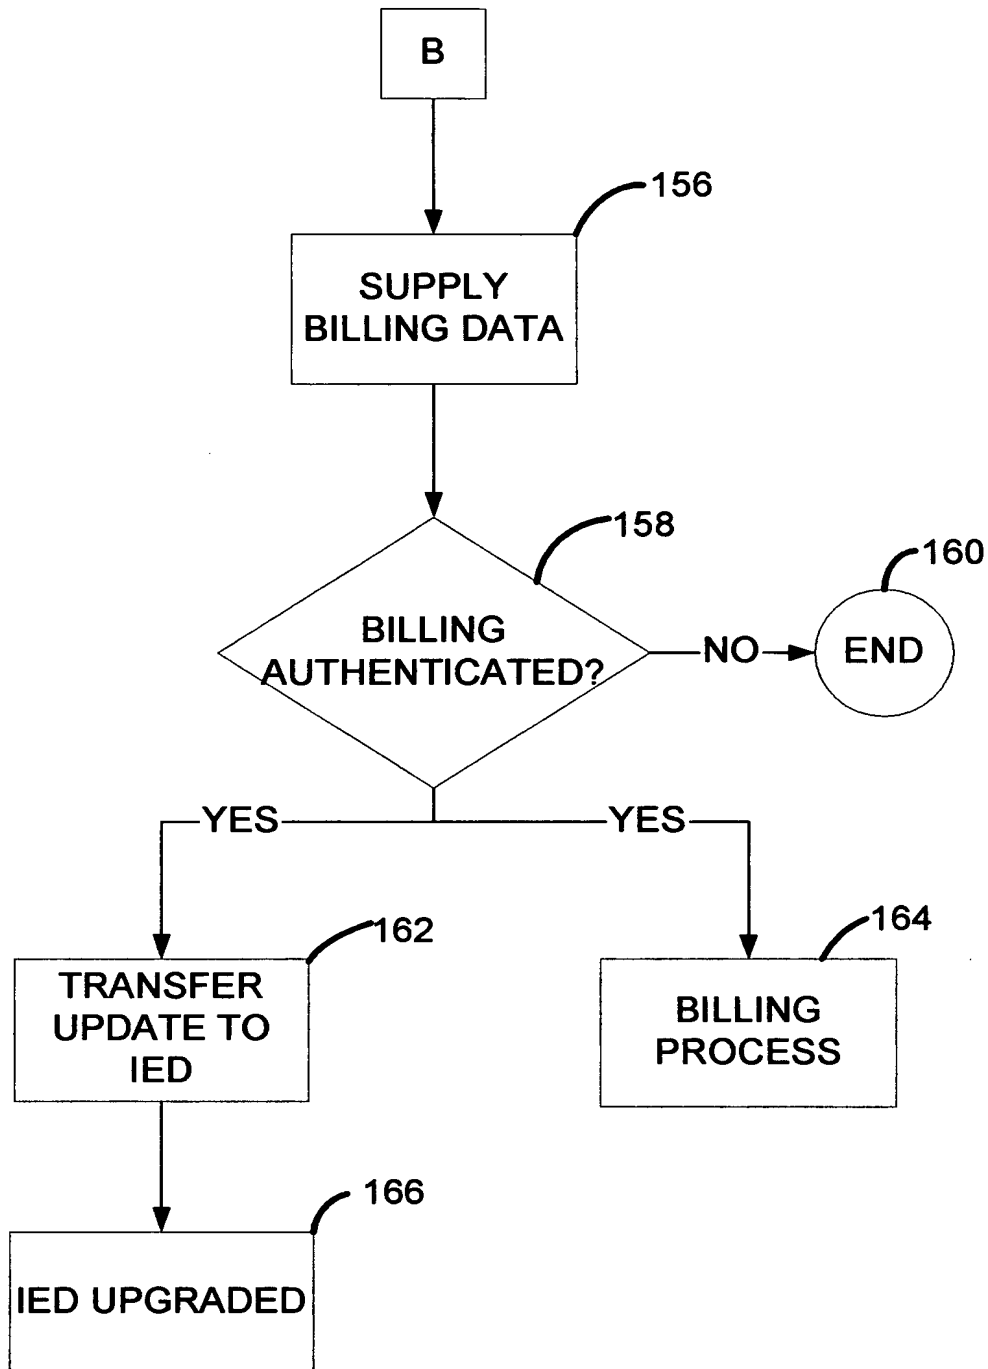 B
156
SUPPLY
BILLING DATA
158
160
BILLING
AUTHENTICATED?
NO
END
YES
YES
162
164
TRANSFER
UPDATE TO
IED
BILLING
PROCESS
166
IED UPGRADED